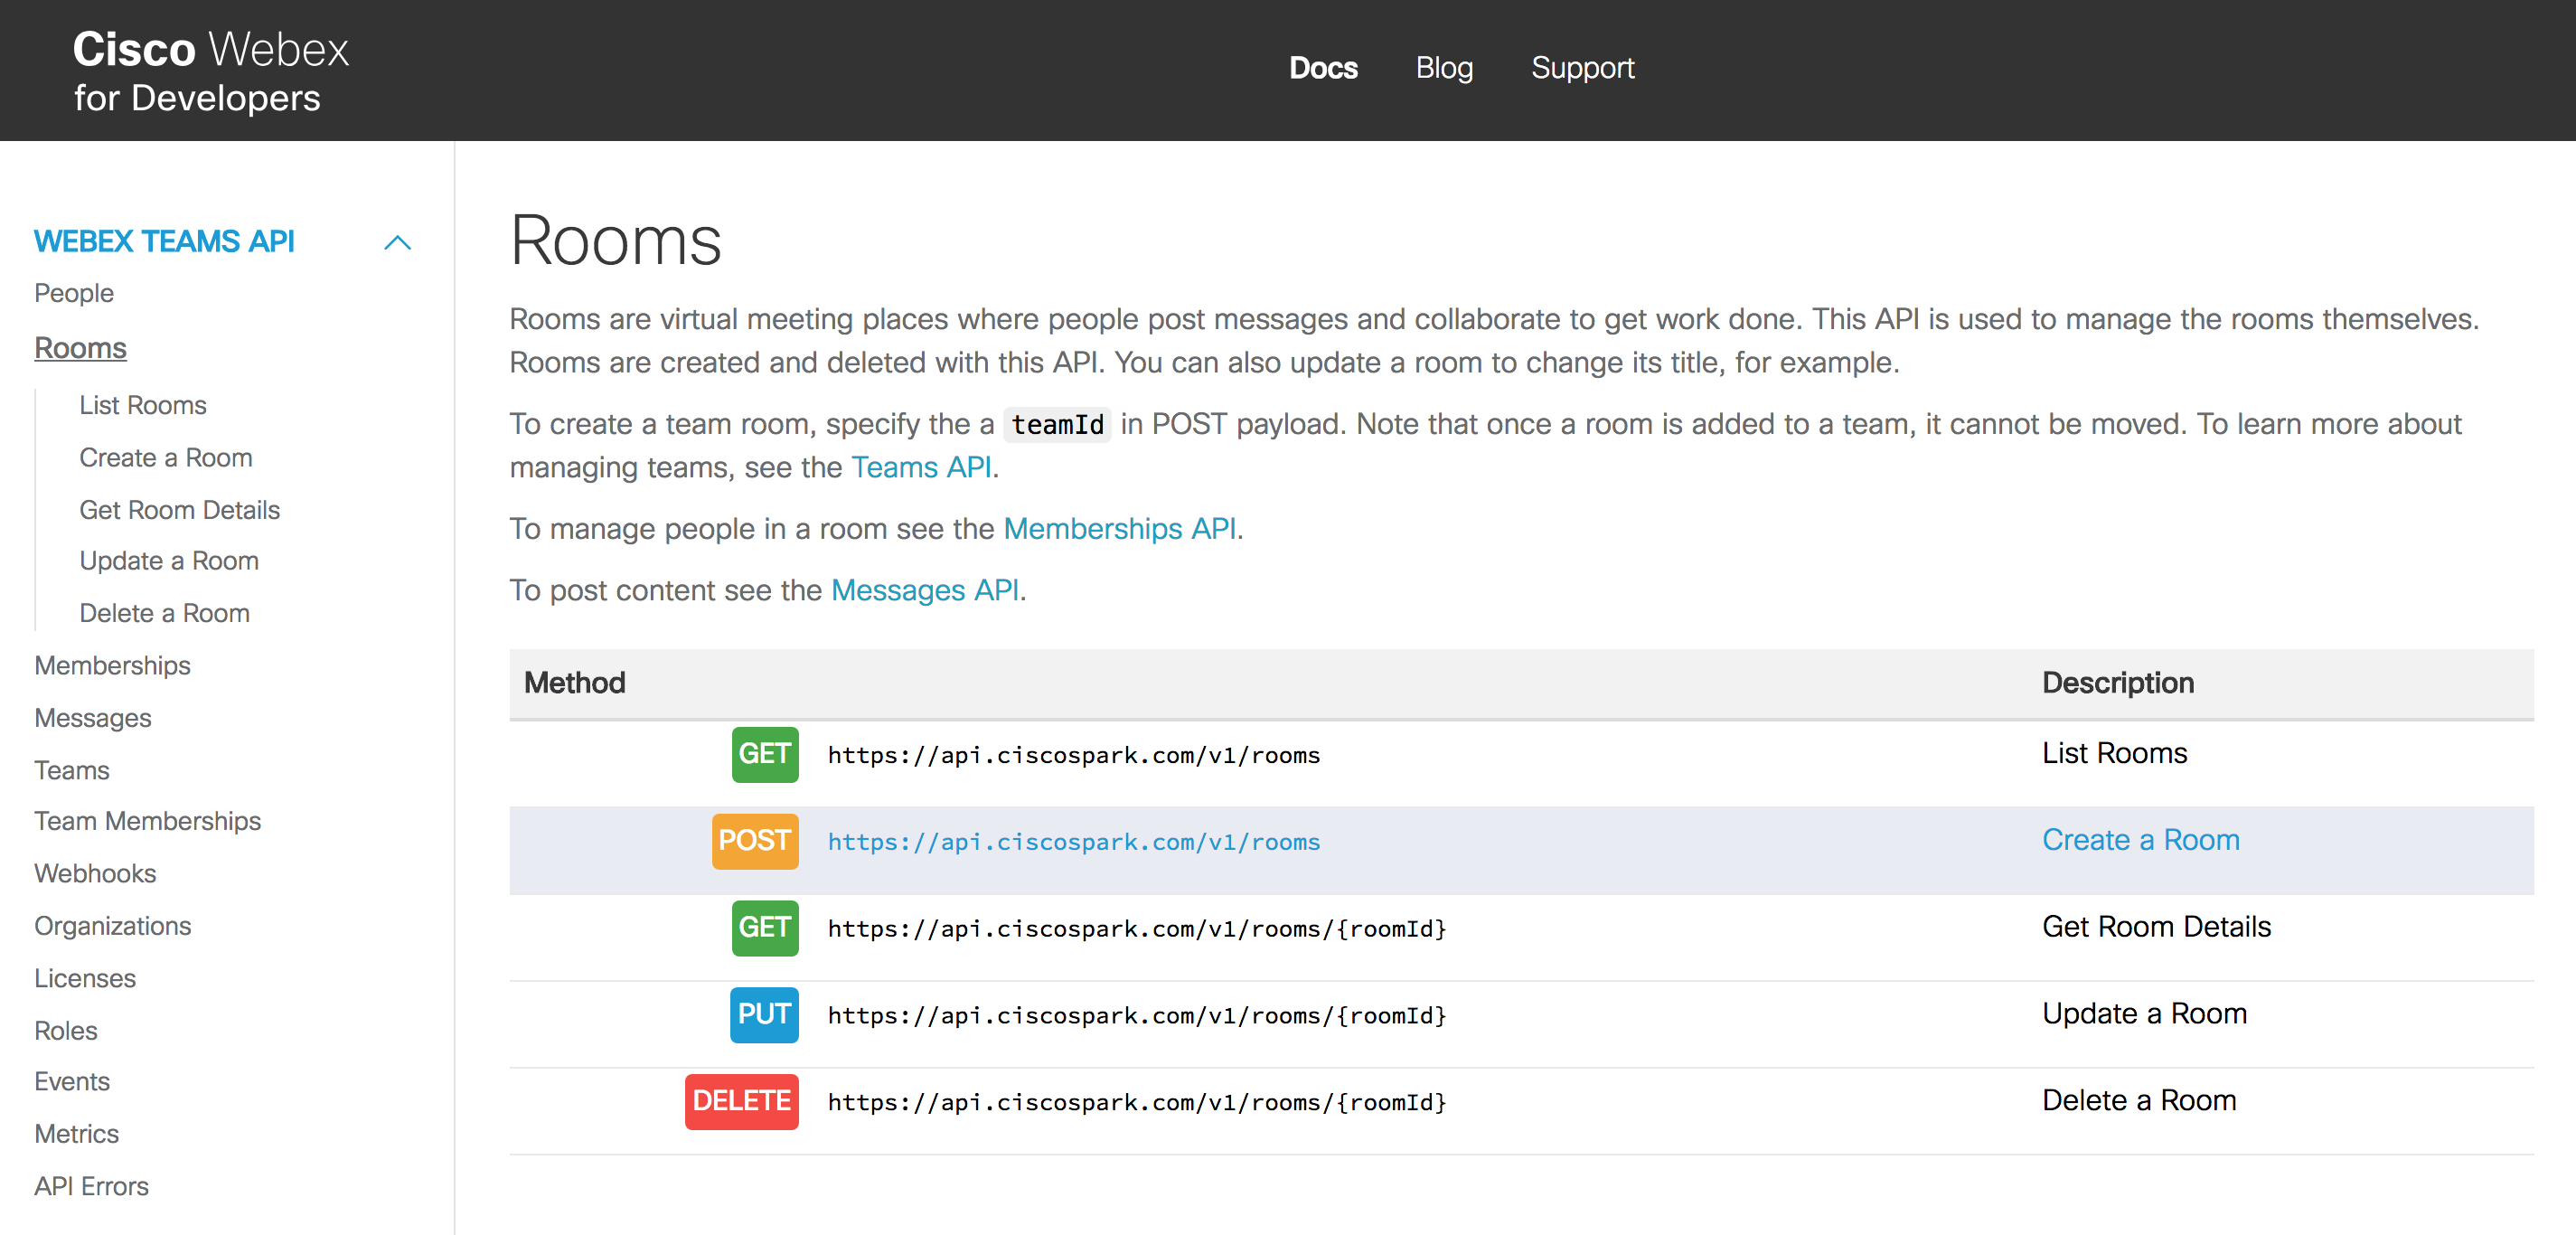 Cisco Webex
for Developers
Docs Blog Support
WEBEX TEAMS API
People
Rooms
List Rooms
Create a Room
Get Room Details
Update a Room
Delete a Room
Memberships
Messages
Teams
Team Memberships
Webhooks
Organizations
Licenses
Roles
Events
Metrics
API Errors
Rooms
Rooms are virtual meeting places where people post messages and collaborate to get work done. This API is used to manage the rooms themselves.
Rooms are created and deleted with this API. You can also update a room to change its title, for example.
To create a team room, specify the a teamId in POST payload. Note that once a room is added to a team, it cannot be moved. To learn more about
managing teams, see the Teams API.
To manage people in a room see the Memberships API.
To post content see the Messages API.
Method Description
GET https://api.ciscospark.com/v1/rooms List Rooms
POST https://api.ciscospark.com/v1/rooms Create a Room
GET https://api.ciscospark.com/v1/rooms/{roomId} Get Room Details
PUT https://api.ciscospark.com/v1/rooms/{roomId} Update a Room
DELETE https://api.ciscospark.com/v1/rooms/{roomId} Delete a Room